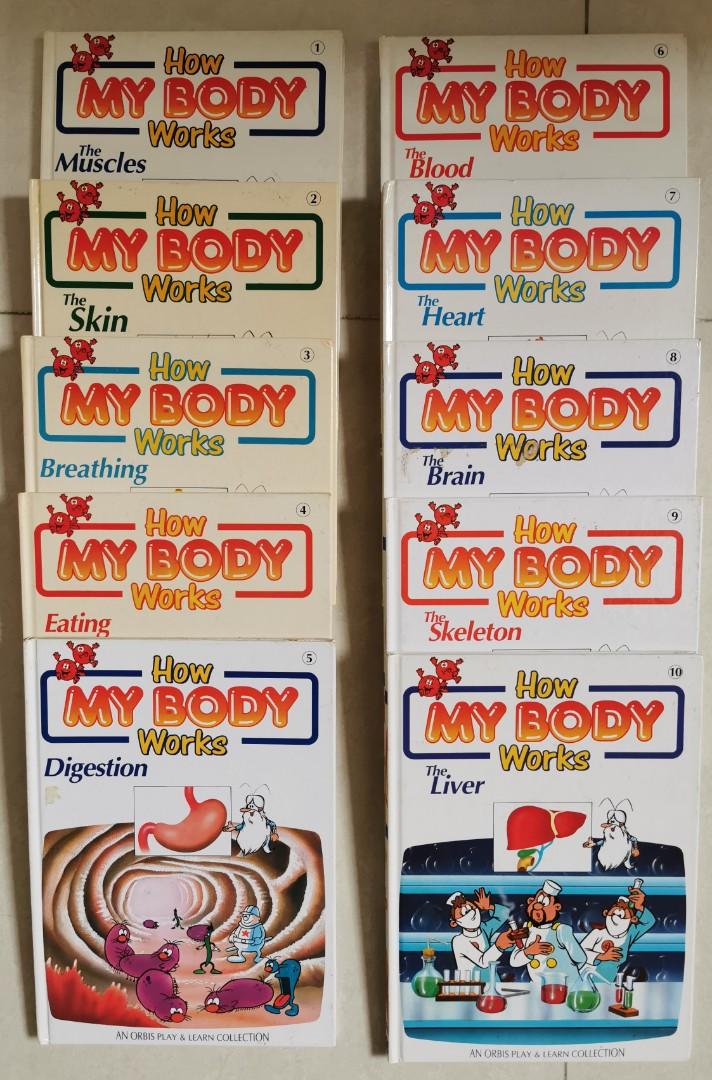 1
How
MY BODY
Works
The
Muscles
2
How
MY BODY
Works
The
Skin
3
How
MY BODY
Works
Breathing
4
How
MY BODY
Works
Eating
5
How
MY BODY
Works
Digestion
AN ORBIS PLAY & LEARN COLLECTION
6
How
MY BODY
Works
The
Blood
7
How
MY BODY
Works
The
Heart
8
How
MY BODY
Works
The
Brain
9
How
MY BODY
Works
The
Skeleton
10
How
MY BODY
Works
The
Liver
AN ORBIS PLAY & LEARN COLLECTION